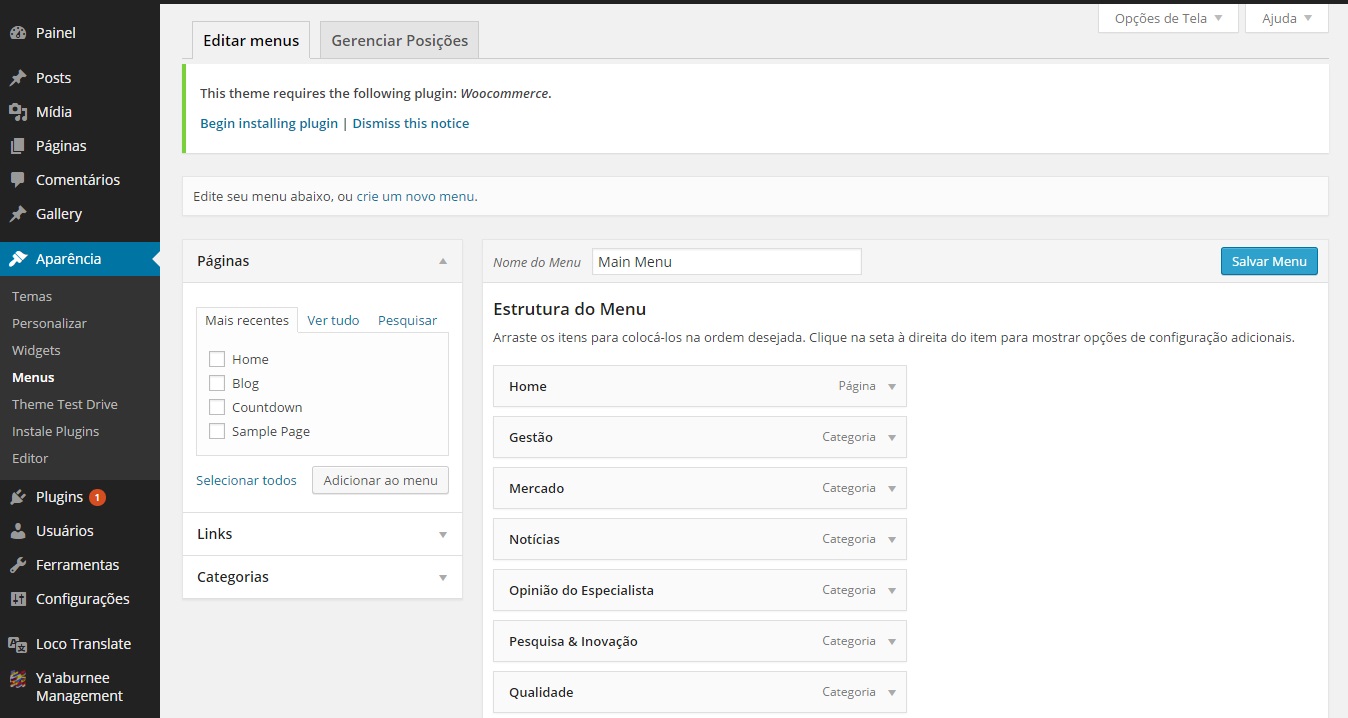 Painel
Posts
Mídia
Páginas
Comentários
Gallery
Aparência
Temas
Personalizar
Widgets
Menus
Theme Test Drive
Instale Plugins
Editor
Plugins 1
Usuários
Ferramentas
Configurações
Loco Translate
Ya'aburnee
Management
Opções de Tela Ajuda
Editar menus Gerenciar Posições
This theme requires the following plugin: Woocommerce.
Begin installing plugin | Dismiss this notice
Edite seu menu abaixo, ou crie um novo menu.
Páginas
Mais recentes Ver tudo Pesquisar
Home
Blog
Countdown
Sample Page
Selecionar todos Adicionar ao menu
Links
Categorias
Nome do Menu Main Menu Salvar Menu
Estrutura do Menu
Arraste os itens para colocá-los na ordem desejada. Clique na seta à direita do item para mostrar opções de configuração adicionais.
Home Página
Gestão Categoria
Mercado Categoria
Notícias Categoria
Opinião do Especialista Categoria
Pesquisa & Inovação Categoria
Qualidade Categoria